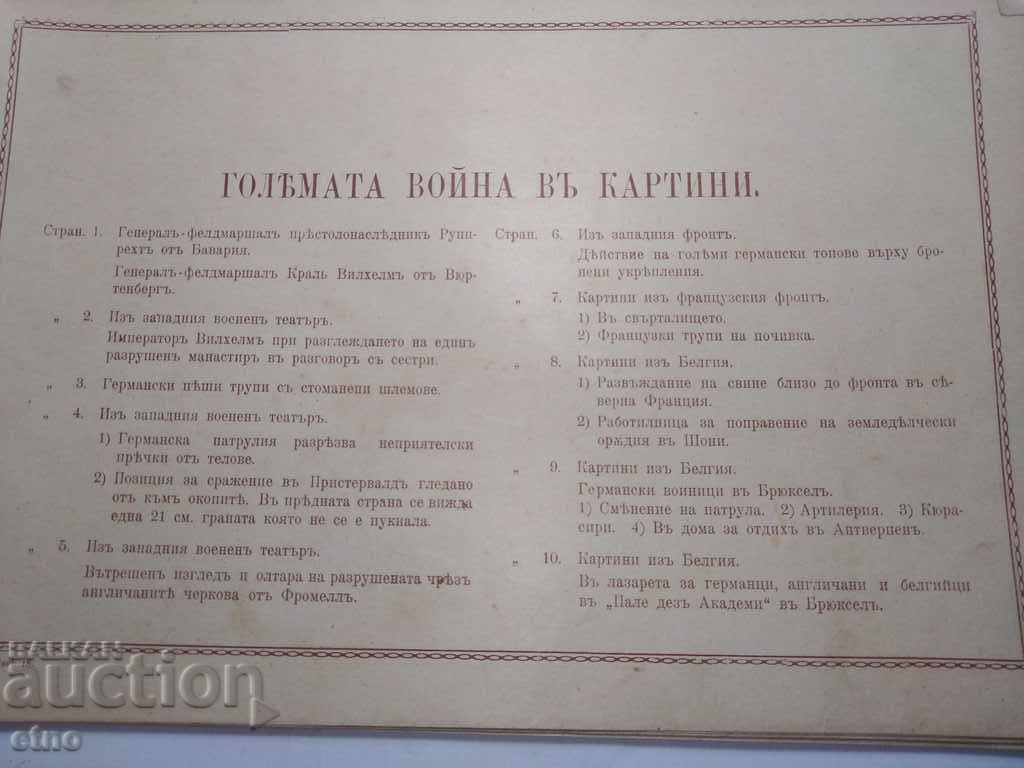 ГОЛѢМАТА ВОЙНА ВЪ КАРТИНИ.
Стран. 1. Генералъ-фелдмаршалъ прѣстолонаслѣдникъ Руп-
рехтъ отъ Бавария.
Генералъ-фелдмаршалъ Краль Вилхелмъ отъ Вюр-
тенбергъ.
„ 2. Изъ западния воененъ театъръ.
Императоръ Вилхелмъ при разглеждането на единъ
разрушенъ манастиръ въ разговоръ съ сестри.
„ 3. Германски пѣши трупи съ стоманени шлемове.
„ 4. Изъ западния воененъ театъръ.
1) Германска патрулия разрѣзва неприятелски
прѣчки отъ телове.
2) Позиция за сражение въ Пристервалдъ гледано
отъ къмъ окопитѣ. Въ прѣдната страна се вижда
една 21 см. граната която не се е пукнала.
„ 5. Изъ западния воененъ театъръ.
Вътрешенъ изгледъ и олтара на разрушената чрѣзъ
англичанитѣ черкова отъ Фромеллъ.
Стран. 6. Изъ западния фронтъ.
Дѣйствие на голѣми германски топове върху бро-
нени укрѣпления.
„ 7. Картини изъ французския фронтъ.
1) Въ свърталището.
2) Французки трупи на почивка.
„ 8. Картини изъ Белгия.
1) Развъждание на свине близо до фронта въ сѣ-
верна Франция.
2) Работилница за поправение на земледѣлчески
орѫдия въ Шони.
„ 9. Картини изъ Белгия.
Германски воиници въ Брюкселъ.
1) Смѣнение на патрула. 2) Артилерия. 3) Кюра-
сири. 4) Въ дома за отдихъ въ Антверпенъ.
„ 10. Картини изъ Белгия.
Въ лазарета за германци, англичани и белгийци
въ „Пале дезъ Академи“ въ Брюкселъ.
БАЛКАН
auction
etno